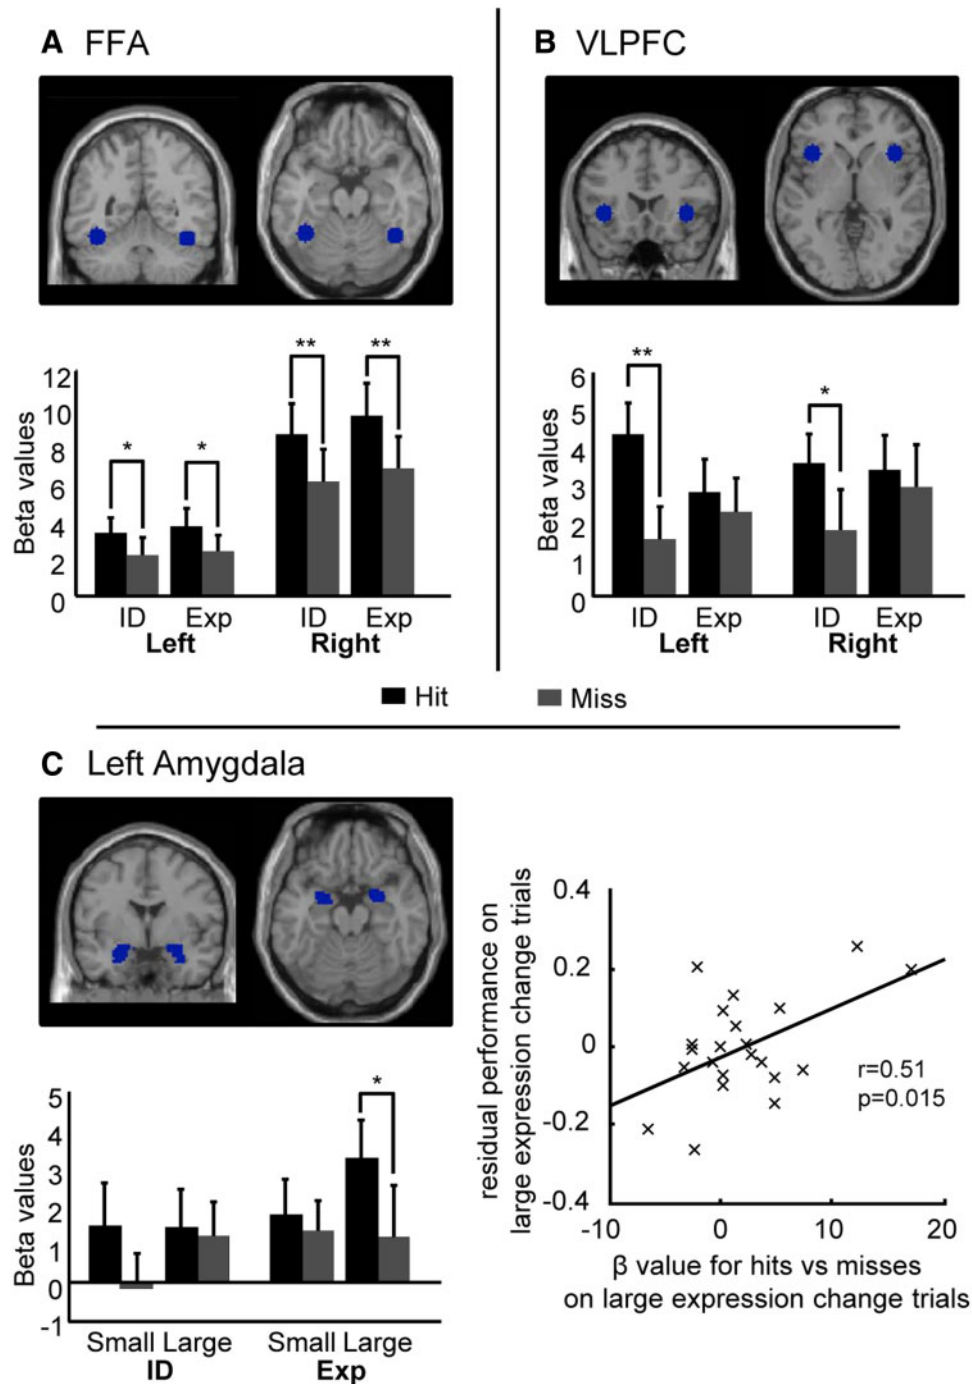 A FFA
B VLPFC
12
10
8
6
4
2
0
Beta values
*
*
**
**
ID Exp ID Exp
Left Right
6
5
4
3
2
1
0
Beta values
**
*
ID Exp ID Exp
Left Right
Hit Miss
C Left Amygdala
5
4
3
2
1
0
-1
Beta values
*
Small Large Small Large
ID Exp
residual performance on
large expression change trials
0.4
0.2
0
-0.2
-0.4
r=0.51
p=0.015
-10 0 10 20
β value for hits vs misses
on large expression change trials